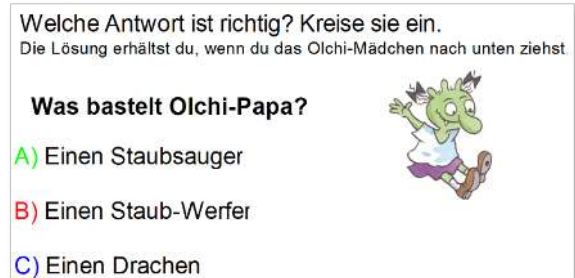 Welche Antwort ist richtig? Kreise sie ein.
Die Lösung erhältst du, wenn du das Olchi-Mädchen nach unten ziehst
Was bastelt Olchi-Papa?
A) Einen Staubsauger
B) Einen Staub-Werfer
C) Einen Drachen